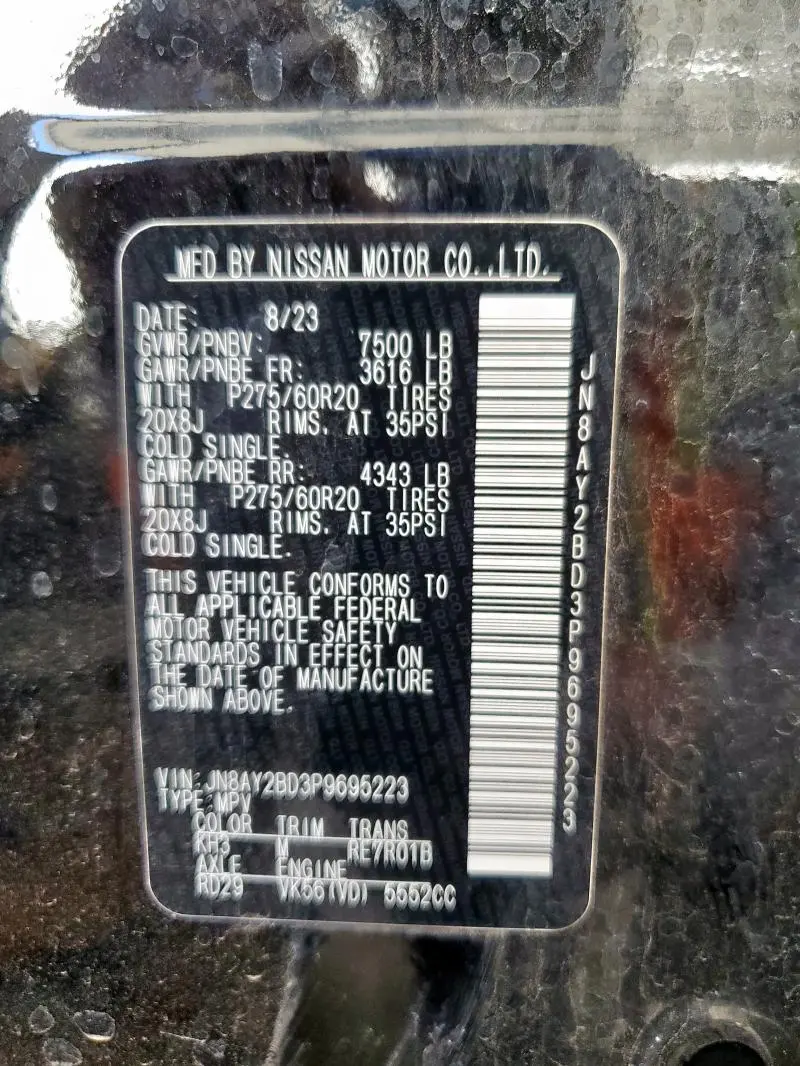 MFD BY NISSAN MOTOR CO.,LTD.
DATE: 8/23
GVWR/PNBV: 7500 LB
GAWR/PNBE FR: 3616 LB
WITH P275/60R20 TIRES
20X8J RIMS, AT 35PSI
COLD SINGLE.
GAWR/PNBE RR: 4343 LB
WITH P275/60R20 TIRES
20X8J RIMS, AT 35PSI
COLD SINGLE.
THIS VEHICLE CONFORMS TO
ALL APPLICABLE FEDERAL
MOTOR VEHICLE SAFETY
STANDARDS IN EFFECT ON
THE DATE OF MANUFACTURE
SHOWN ABOVE.
VIN:JN8AY2BD3P9695223
TYPE:MPV
COLOR TRIM TRANS
KH3 M RE7R01B
AXLE ENGINE
RD29 VK56(VD) 5552CC
JN8AY2BD3P9695223